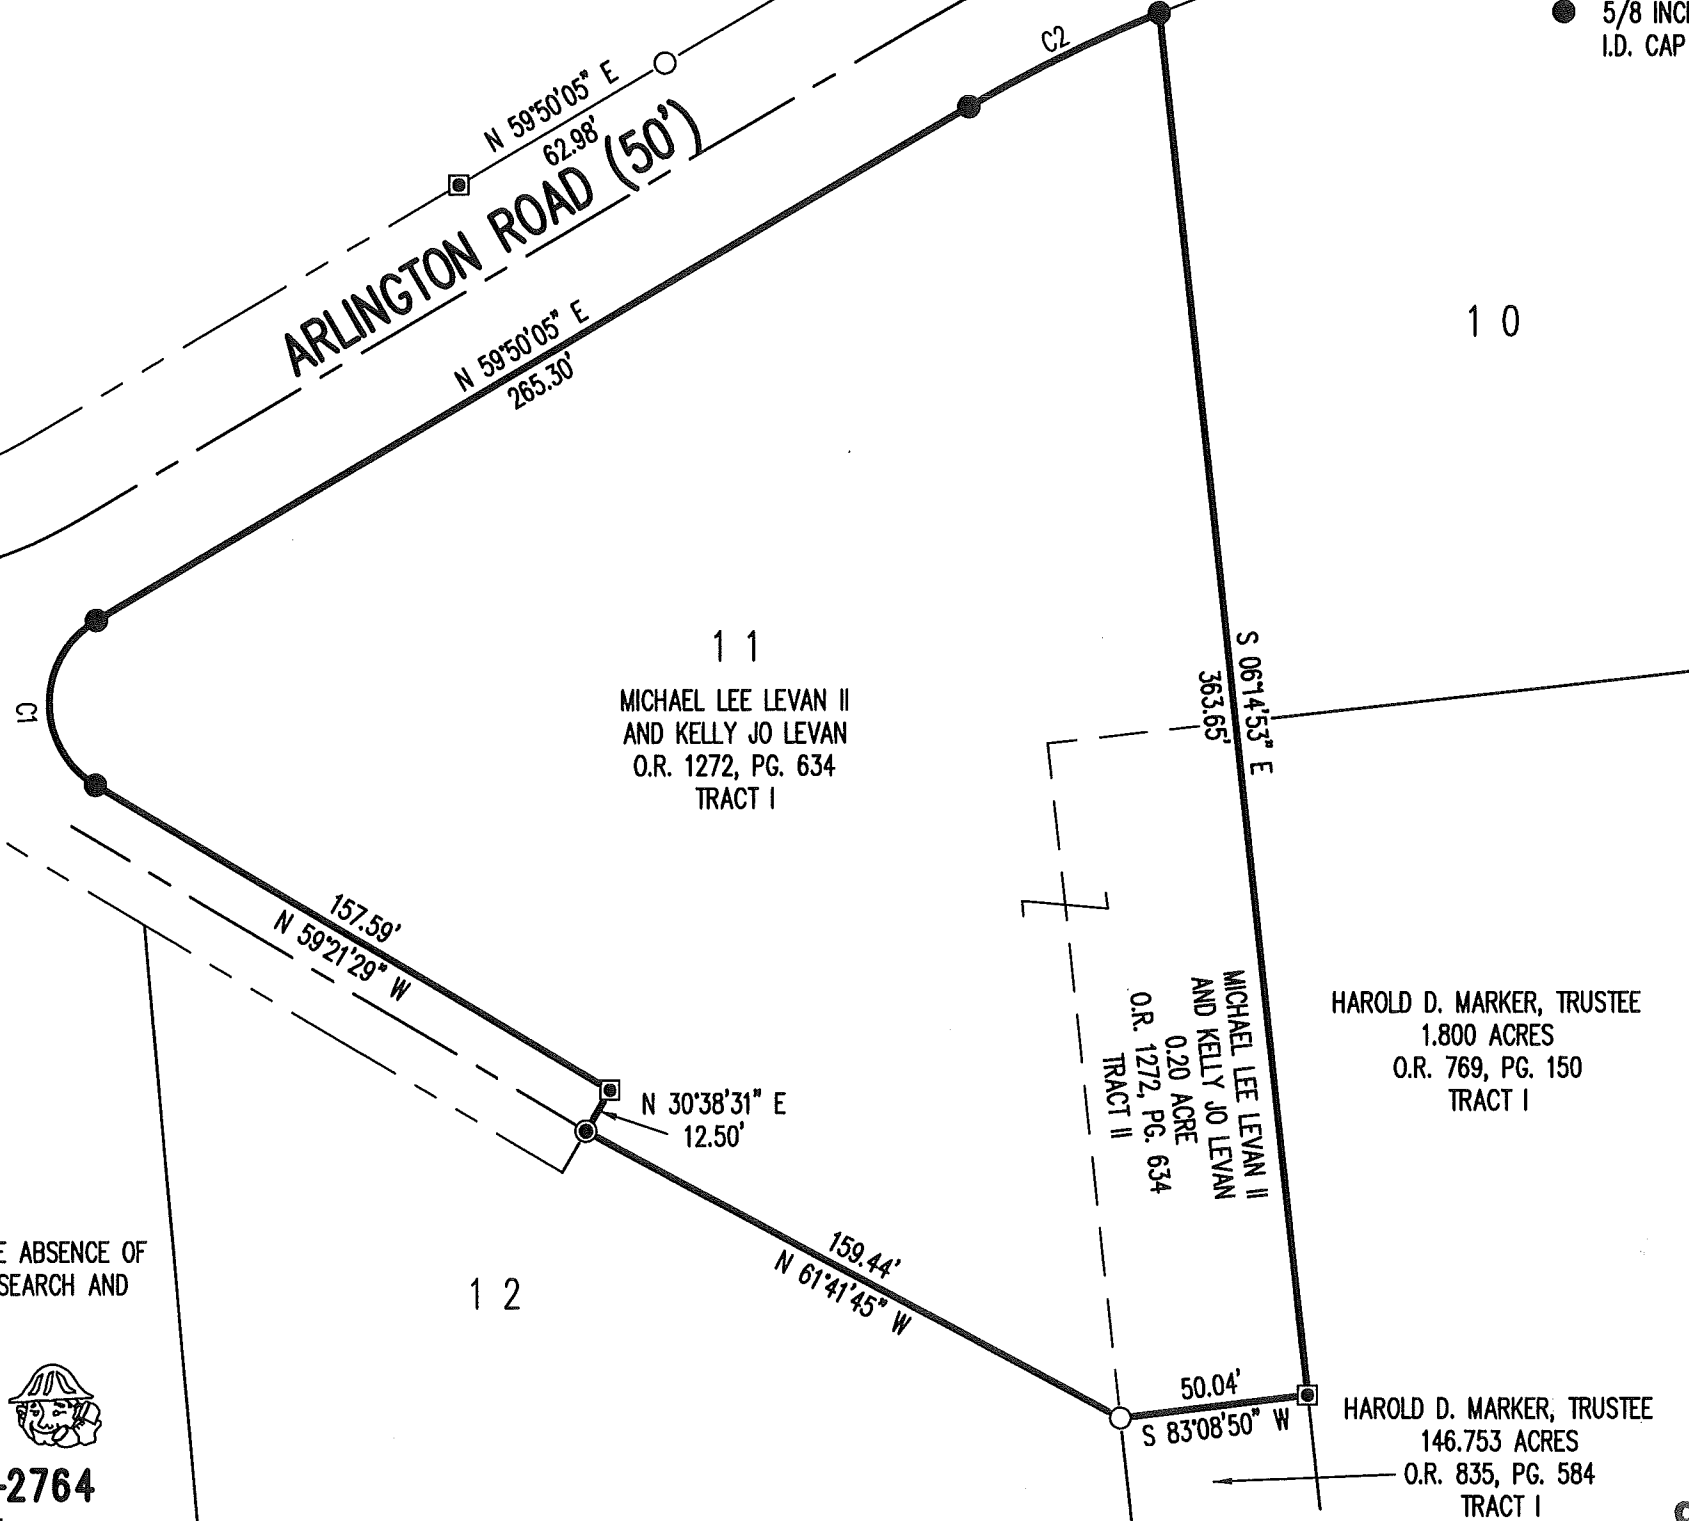 5/8 INC
I.D. CAP
C2
N 59°50'05" E
62.98'
ARLINGTON ROAD (50')
N 59°50'05" E
265.30'
1 0
C1
1 1
MICHAEL LEE LEVAN II
AND KELLY JO LEVAN
O.R. 1272, PG. 634
TRACT I
S 06°14'53" E
363.65'
157.59'
N 59°21'29" W
N 30°38'31" E
12.50'
MICHAEL LEE LEVAN II
AND KELLY JO LEVAN
0.20 ACRE
O.R. 1272, PG. 634
TRACT II
HAROLD D. MARKER, TRUSTEE
1.800 ACRES
O.R. 769, PG. 150
TRACT I
159.44'
N 61°41'45" W
E ABSENCE OF
SEARCH AND
1 2
50.04'
S 83°08'50" W
HAROLD D. MARKER, TRUSTEE
146.753 ACRES
O.R. 835, PG. 584
TRACT I
-2764